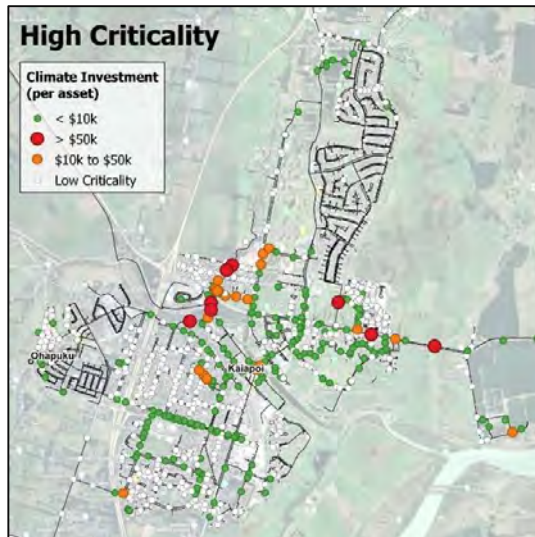 High Criticality
Climate Investment
(per asset)
< $10k
> $50k
$10k to $50k
Low Criticality
Ohapuku
Kaiapoi